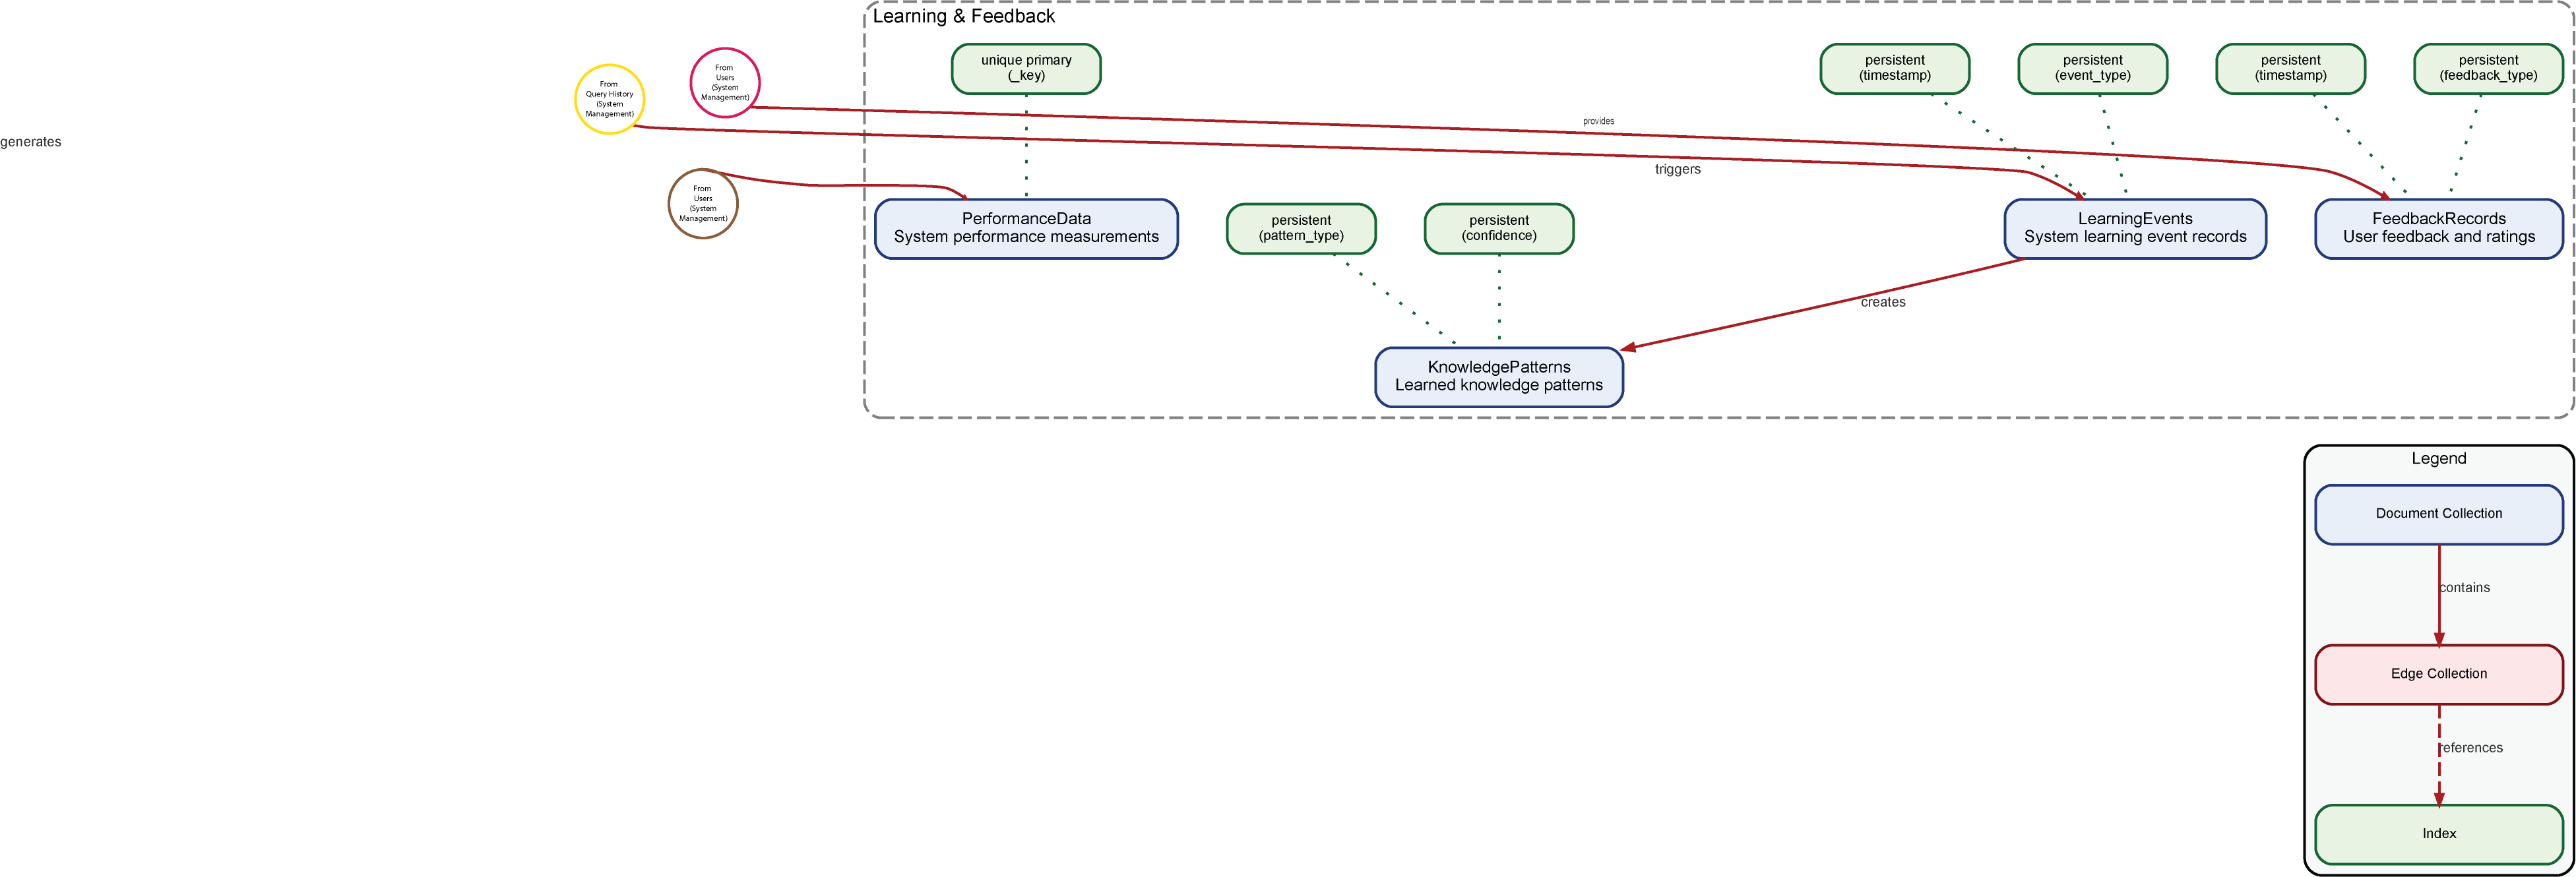 Learning & Feedback
unique primary
(_key)
persistent
(timestamp)
persistent
(event_type)
persistent
(timestamp)
persistent
(feedback_type)
From
Users
(System
Management)
From
Query History
(System
Management)
provides
generates
triggers
From
Users
(System
Management)
PerformanceData
System performance measurements
persistent
(pattern_type)
persistent
(confidence)
LearningEvents
System learning event records
FeedbackRecords
User feedback and ratings
creates
KnowledgePatterns
Learned knowledge patterns
Legend
Document Collection
contains
Edge Collection
references
Index